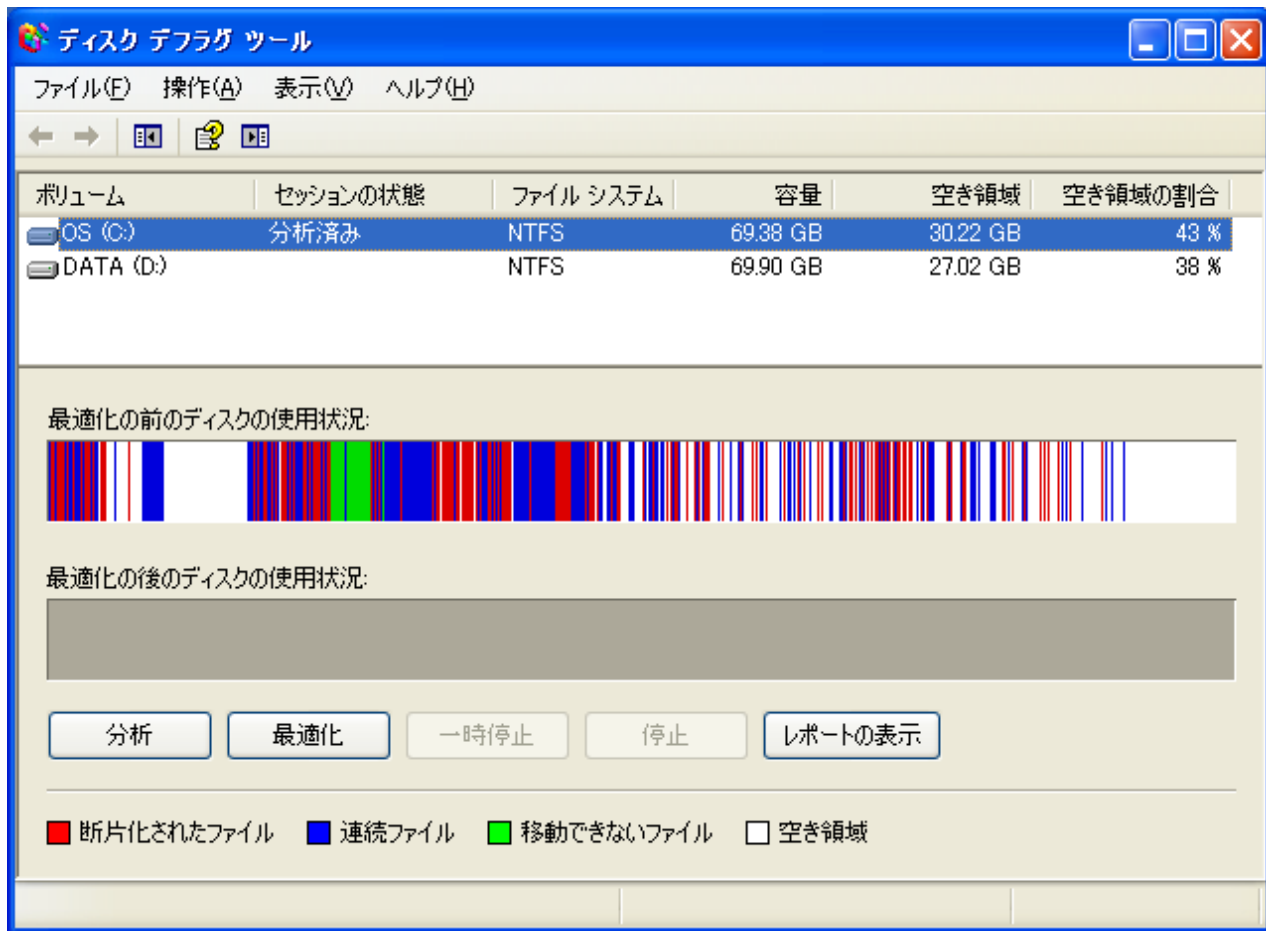 ディスク デフラグ ツール
ファイル(F) 操作(A) 表示(V) ヘルプ(H)
ボリューム セッションの状態 ファイル システム 容量 空き領域 空き領域の割合
OS (C:) 分析済み NTFS 69.38 GB 30.22 GB 43 %
DATA (D:) NTFS 69.90 GB 27.02 GB 38 %
最適化の前のディスクの使用状況:
最適化の後のディスクの使用状況:
分析 最適化 一時停止 停止 レポートの表示
断片化されたファイル 連続ファイル 移動できないファイル 空き領域